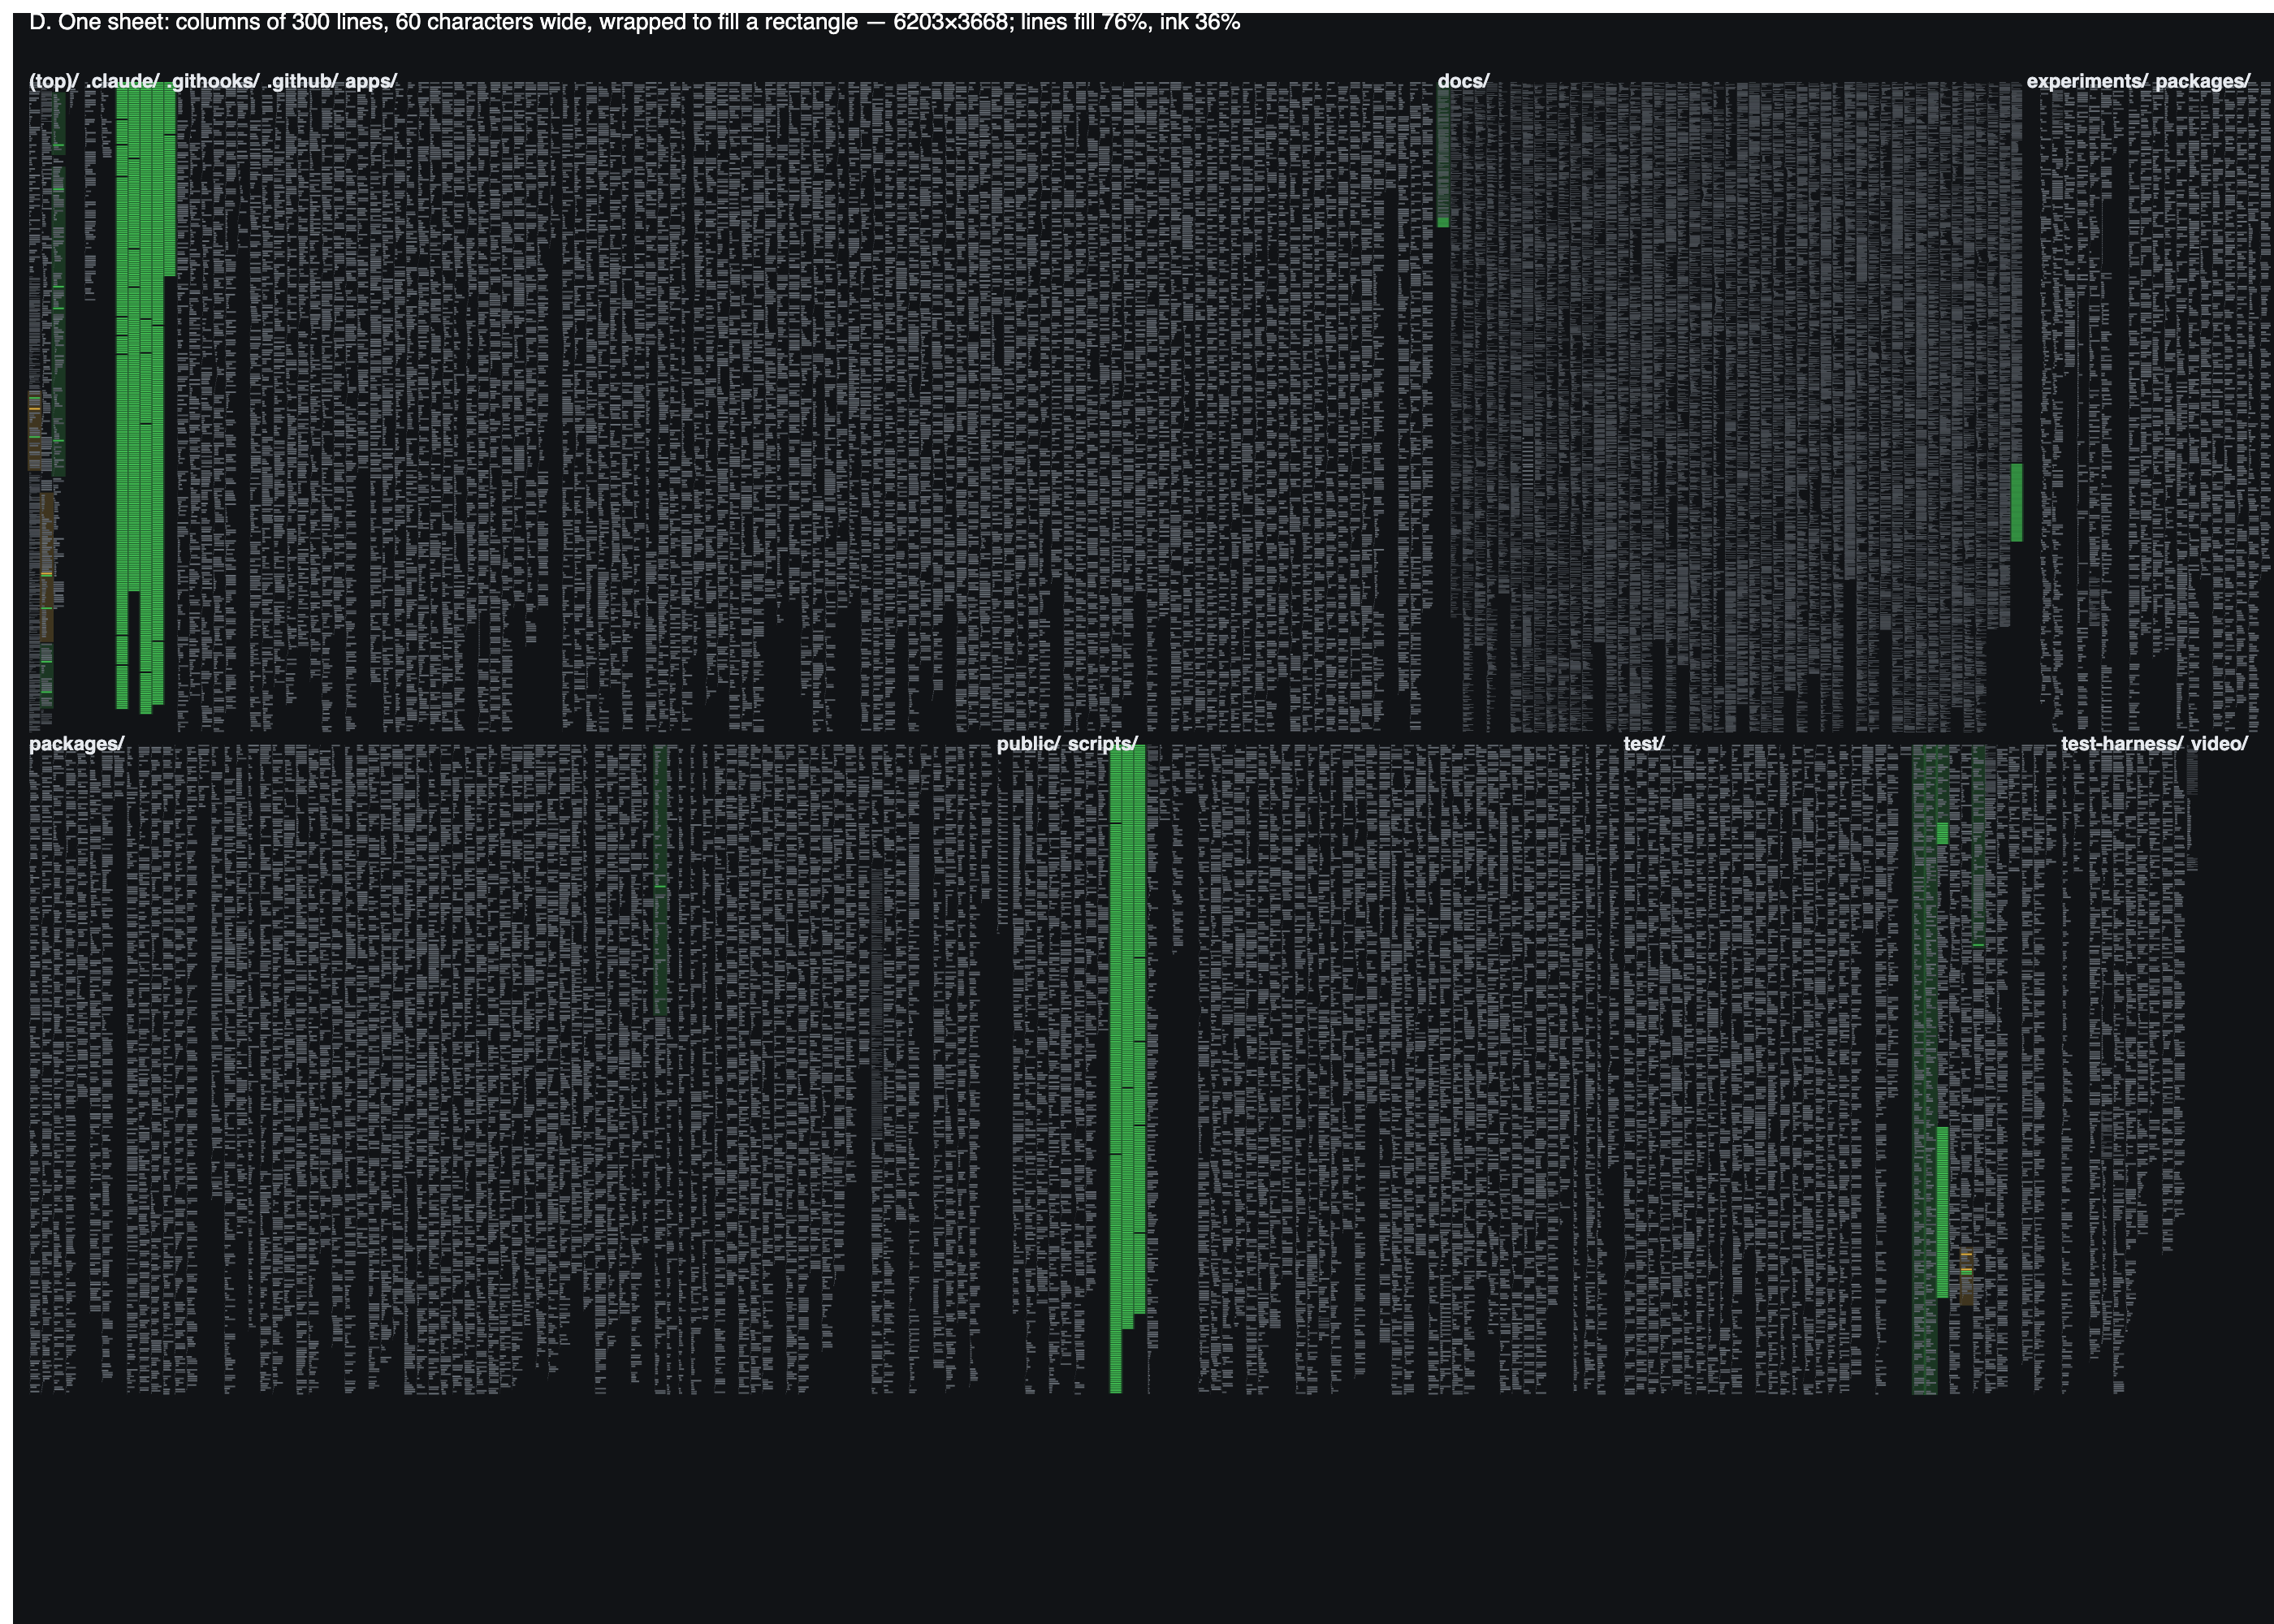 D. One sheet: columns of 300 lines, 60 characters wide, wrapped to fill a rectangle — 6203×3668; lines fill 76%, ink 36%
(top)/ .claude/ .githooks/ .github/ apps/ docs/ experiments/ packages/
packages/ public/ scripts/ test/ test-harness/ video/